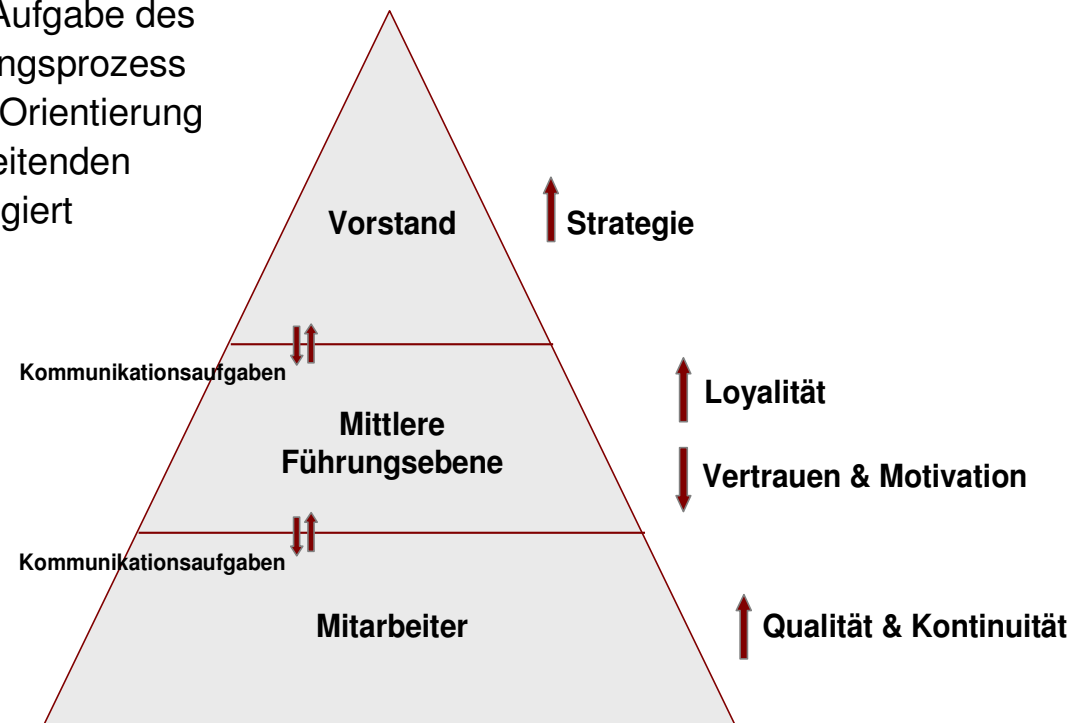 Aufgabe des
ngsprozess
Orientierung
eitenden
giert
Vorstand
Strategie
Kommunikationsaufgaben
Loyalität
Mittlere
Führungsebene
Vertrauen & Motivation
Kommunikationsaufgaben
Mitarbeiter
Qualität & Kontinuität